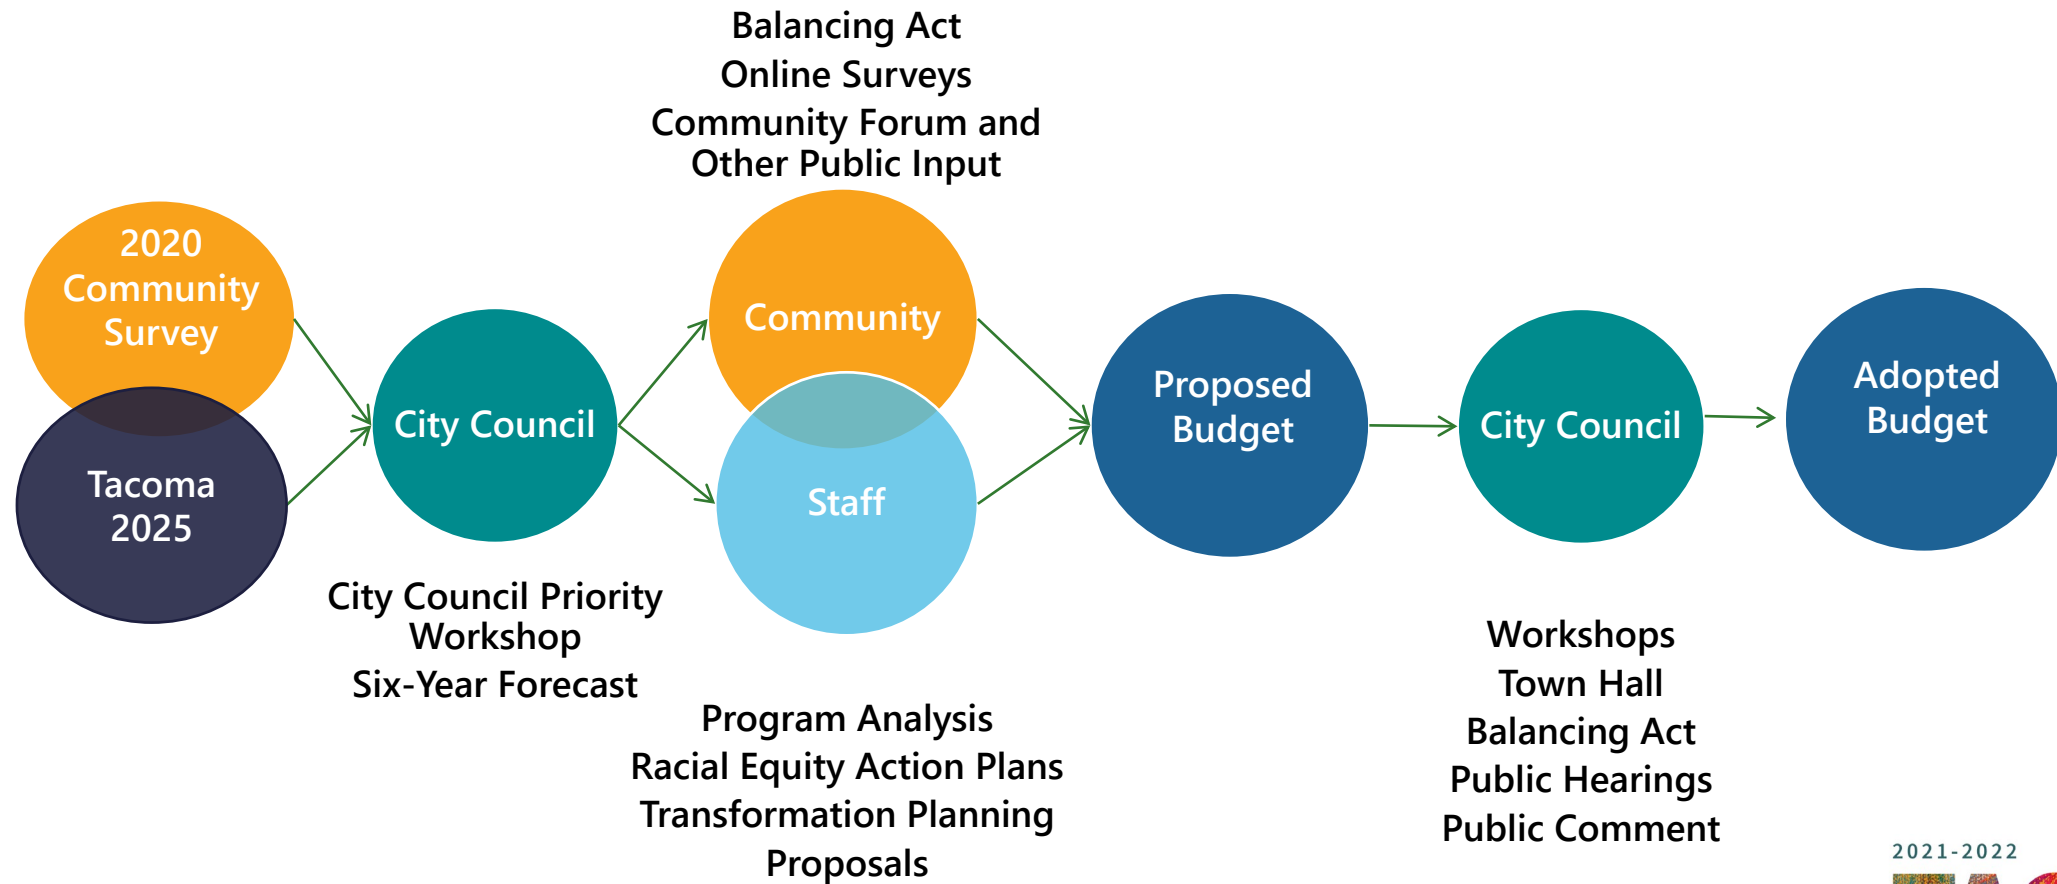 Balancing Act
Online Surveys
Community Forum and
Other Public Input
2020
Community
Survey
Tacoma
2025
City Council
City Council Priority
Workshop
Six-Year Forecast
Community
Staff
Program Analysis
Racial Equity Action Plans
Transformation Planning
Proposals
Proposed
Budget
City Council
Workshops
Town Hall
Balancing Act
Public Hearings
Public Comment
Adopted
Budget
2021-2022